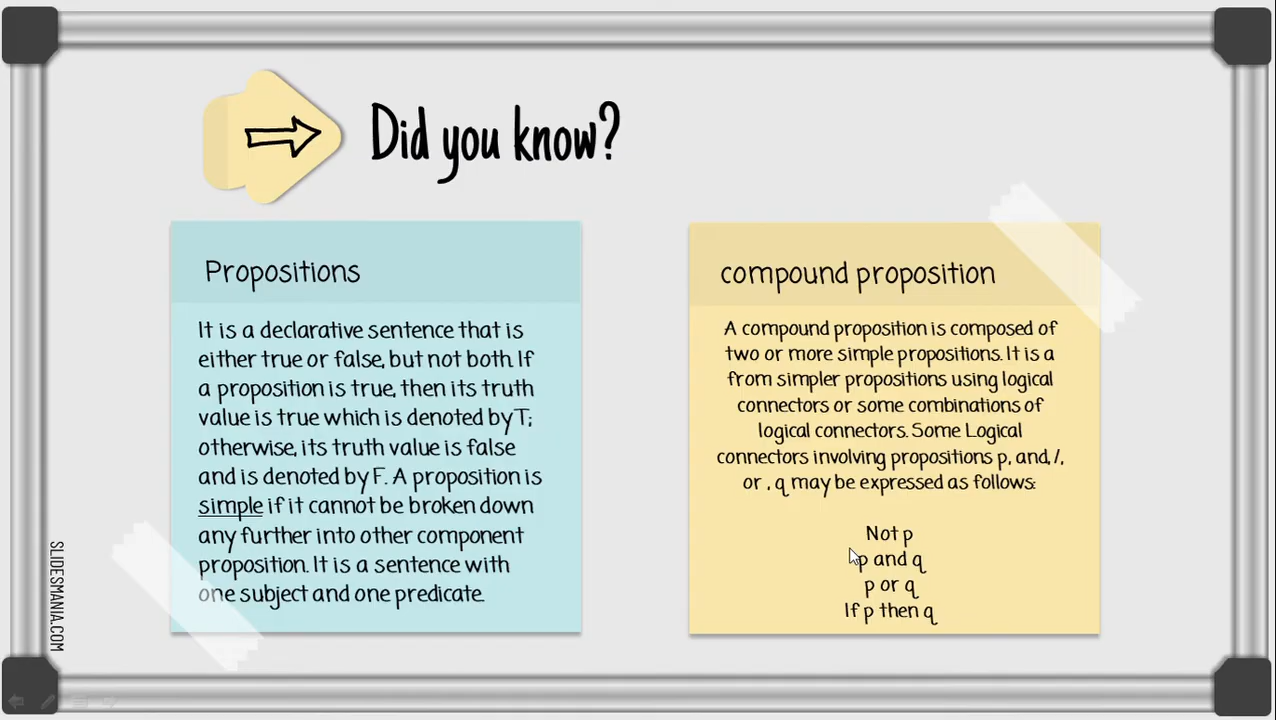 Did you know?
Propositions
It is a declarative sentence that is
either true or false, but not both. If
a proposition is true, then its truth
value is true which is denoted by T;
otherwise, its truth value is false
and is denoted by F. A proposition is
simple if it cannot be broken down
any further into other component
proposition. It is a sentence with
one subject and one predicate.
compound proposition
A compound proposition is composed of
two or more simple propositions. It is a
from simpler propositions using logical
connectors or some combinations of
logical connectors. Some Logical
connectors involving propositions p, and, /,
or , q may be expressed as follows:
Not p
p and q
p or q
If p then q
SLIDESMANIA.COM